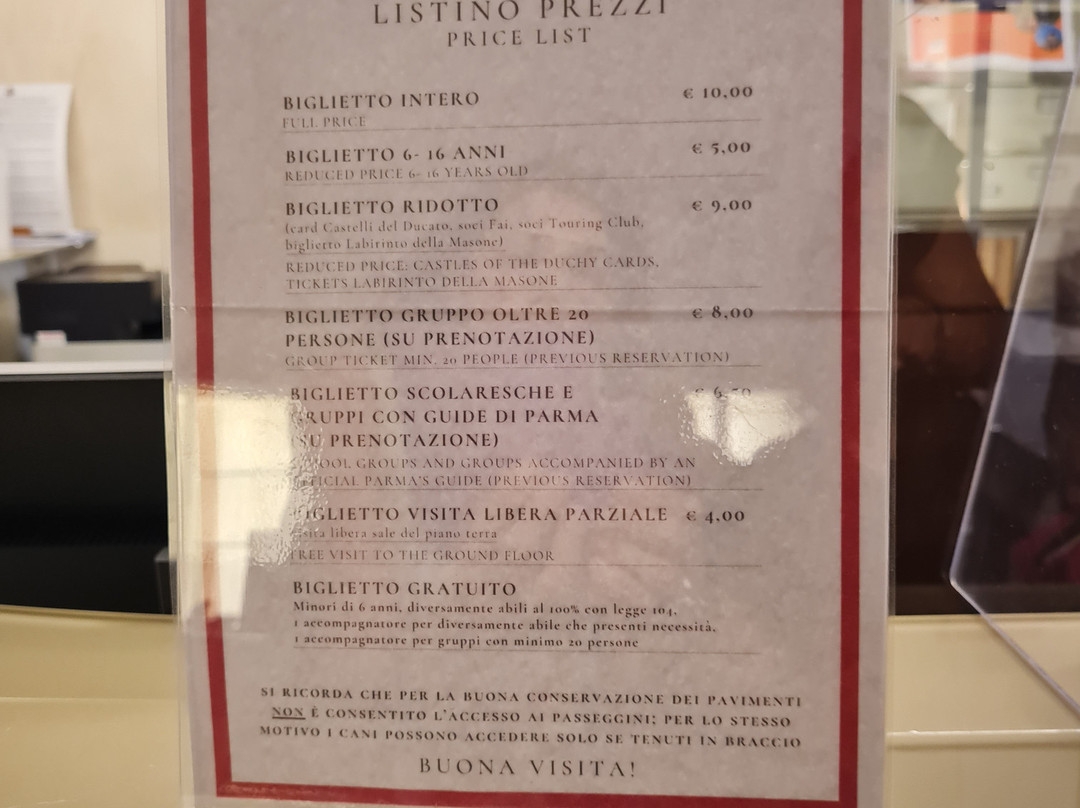 LISTINO PREZZI
PRICE LIST
BIGLIETTO INTERO € 10,00
FULL PRICE
BIGLIETTO 6- 16 ANNI € 5,00
REDUCED PRICE 6- 16 YEARS OLD
BIGLIETTO RIDOTTO € 9,00
(card Castelli del Ducato, soci Fai, soci Touring Club,
biglietto Labirinto della Masone)
REDUCED PRICE: CASTLES OF THE DUCHY CARDS,
TICKETS LABIRINTO DELLA MASONE
BIGLIETTO GRUPPO OLTRE 20 € 8,00
PERSONE (SU PRENOTAZIONE)
GROUP TICKET MIN. 20 PEOPLE (PREVIOUS RESERVATION)
BIGLIETTO SCOLARESCHE E € 6,50
GRUPPI CON GUIDE DI PARMA
(SU PRENOTAZIONE)
GROUPS AND GROUPS ACCOMPANIED BY AN
PARMA'S GUIDE (PREVIOUS RESERVATION)
BIGLIETTO VISITA LIBERA PARZIALE € 4,00
visita libera sale del piano terra
FREE VISIT TO THE GROUND FLOOR
BIGLIETTO GRATUITO
Minori di 6 anni, diversamente abili al 100% con legge 104,
1 accompagnatore per diversamente abile che presenti necessità,
1 accompagnatore per gruppi con minimo 20 persone
SI RICORDA CHE PER LA BUONA CONSERVAZIONE DEI PAVIMENTI
NON È CONSENTITO L'ACCESSO AI PASSEGGINI; PER LO STESSO
MOTIVO I CANI POSSONO ACCEDERE SOLO SE TENUTI IN BRACCIO
BUONA VISITA!